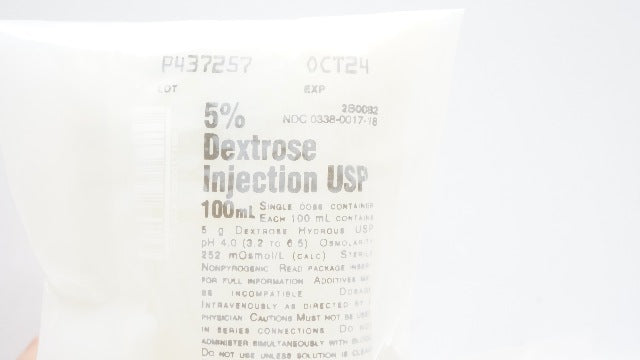 P437257 OCT24
LOT EXP
2B0082
5% NDC 0338-0017-18
Dextrose
Injection USP
100mL SINGLE DOSE CONTAINER
EACH 100 mL CONTAINS
5 g DEXTROSE HYDROUS USP
pH 4.0 (3.2 TO 6.5) OSMOLARITY
252 mOsmol/L (CALC) STERILE
NONPYROGENIC READ PACKAGE INSERT
FOR FULL INFORMATION ADDITIVES MAY
BE INCOMPATIBLE DOSAGE
INTRAVENOUSLY AS DIRECTED BY
PHYSICIAN CAUTIONS MUST NOT BE USED
IN SERIES CONNECTIONS DO NOT
ADMINISTER SIMULTANEOUSLY WITH BLOOD
DO NOT USE UNLESS SOLUTION IS CLEAR